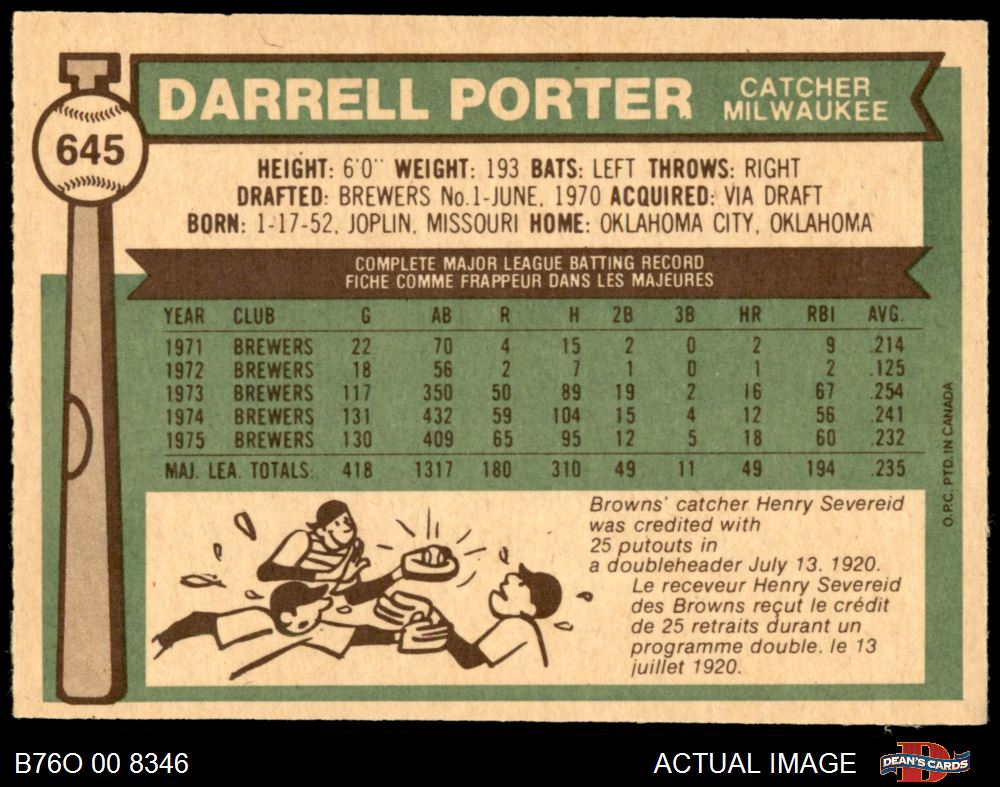 DARRELL PORTER
CATCHER
MILWAUKEE
645
HEIGHT: 6'0" WEIGHT: 193 BATS: LEFT THROWS: RIGHT
DRAFTED: BREWERS No.1-JUNE, 1970 ACQUIRED: VIA DRAFT
BORN: 1-17-52, JOPLIN, MISSOURI HOME: OKLAHOMA CITY, OKLAHOMA
COMPLETE MAJOR LEAGUE BATTING RECORD
FICHE COMME FRAPPEUR DANS LES MAJEURES
YEAR CLUB G AB R H 2B 3B HR RBI AVG.
1971 BREWERS 22 70 4 15 2 0 2 9 .214
1972 BREWERS 18 56 2 7 1 0 1 2 .125
1973 BREWERS 117 350 50 89 19 2 16 67 .254
1974 BREWERS 131 432 59 104 15 4 12 56 .241
1975 BREWERS 130 409 65 95 12 5 18 60 .232
MAJ. LEA. TOTALS: 418 1317 180 310 49 11 49 194 .235
O.P.C. PTD. IN CANADA
Browns' catcher Henry Severeid
was credited with
25 putouts in
a doubleheader July 13. 1920.
Le receveur Henry Severeid
des Browns reçut le crédit
de 25 retraits durant un
programme double. le 13
juillet 1920.
B76O 00 8346
ACTUAL IMAGE
D
DEAN'S CARDS